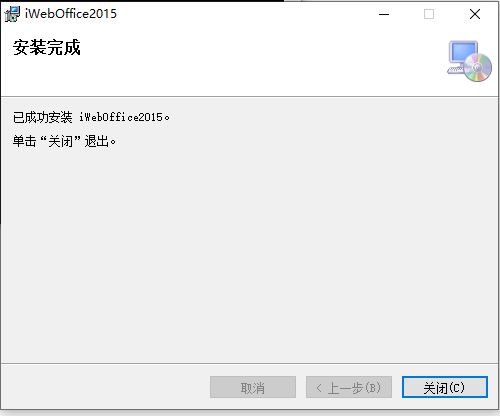 iWebOffice2015
安装完成
已成功安装 iWebOffice2015。
单击“关闭”退出。
取消
< 上一步(B)
关闭(C)